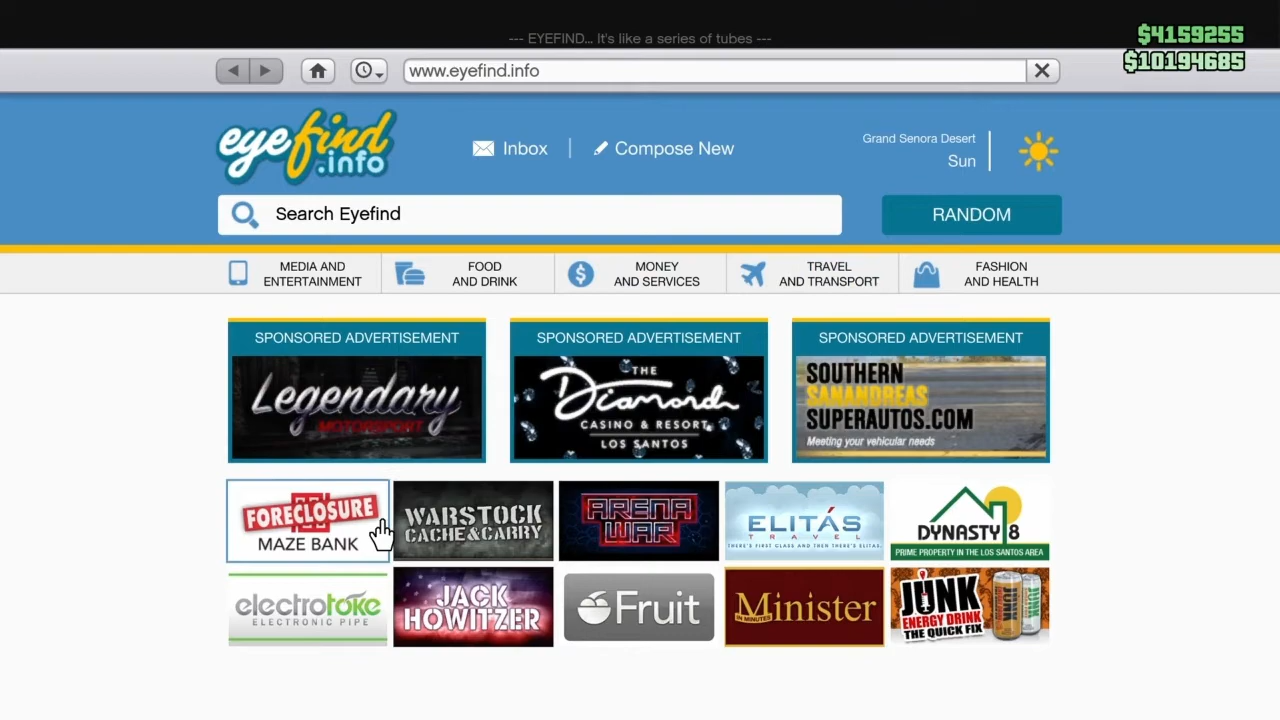 --- EYEFIND... It's like a series of tubes ---
$4159255
$10194685
www.eyefind.info
eyefind
.info
Inbox
Compose New
Grand Senora Desert
Sun
Search Eyefind
RANDOM
MEDIA AND
ENTERTAINMENT
FOOD
AND DRINK
MONEY
AND SERVICES
TRAVEL
AND TRANSPORT
FASHION
AND HEALTH
SPONSORED ADVERTISEMENT
Legendary
MOTORSPORT
SPONSORED ADVERTISEMENT
THE
Diamond
CASINO & RESORT
LOS SANTOS
SPONSORED ADVERTISEMENT
SOUTHERN
SANANDREAS
SUPERAUTOS.COM
Meeting your vehicular needs
FORECLOSURE
MAZE BANK
WARSTOCK
CACHE&CARRY
ARENA
WAR
ELITÁS
TRAVEL
THERE'S FIRST CLASS AND THEN THERE'S ELITAS.
DYNASTY 8
PRIME PROPERTY IN THE LOS SANTOS AREA
electrotoke
ELECTRONIC PIPE
JACK
HOWITZER
Fruit
Minister
IN MINUTES
JUNK
ENERGY DRINK
THE QUICK FIX